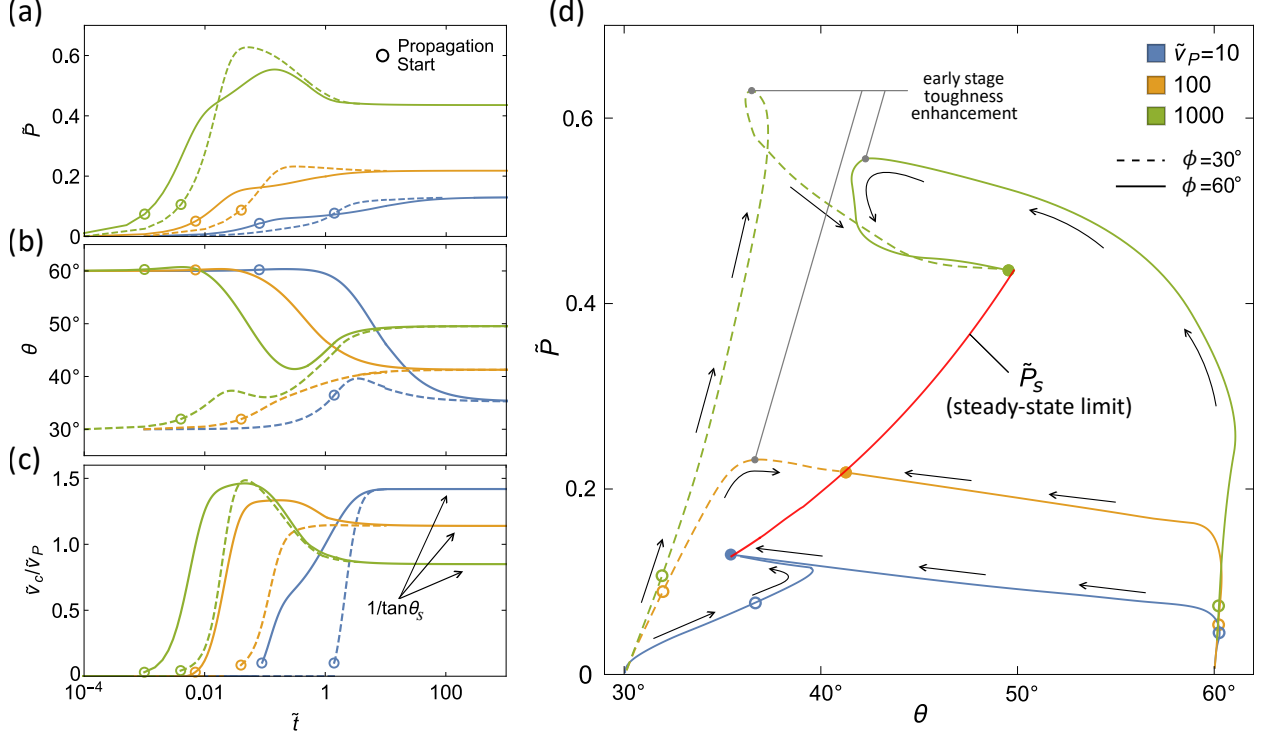 (a)
0.6
0.4
0.2
0
P̃
Propagation
Start
(b)
60°
50°
40°
30°
θ
(c)
1.5
1.0
0.5
0
ṽc/ṽP
1/tanθs
10⁻⁴
0.01
1
100
t̃
(d)
0.6
0.4
0.2
0
P̃
early stage
toughness
enhancement
ṽP=10
100
1000
ϕ=30°
ϕ=60°
P̃s
(steady-state limit)
30°
40°
50°
60°
θ